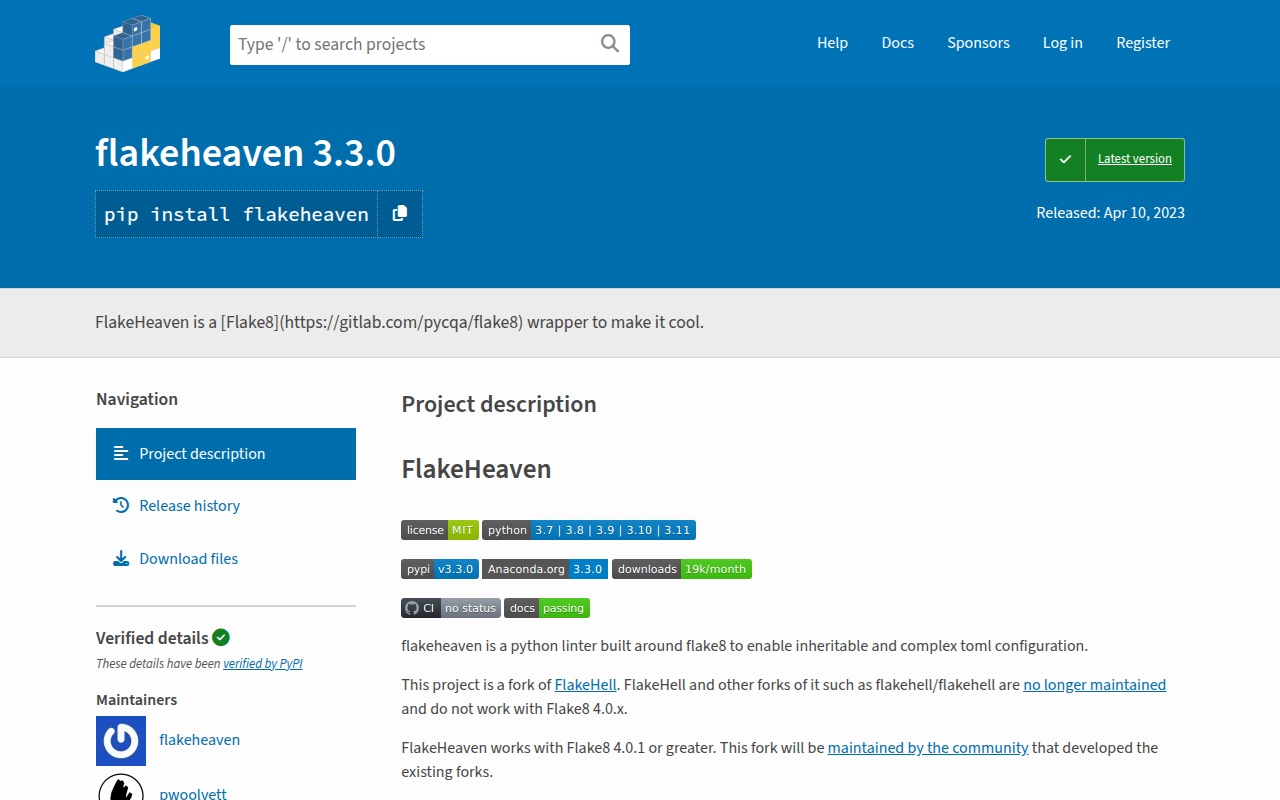 Type '/' to search projects
Help
Docs
Sponsors
Log in
Register
flakeheaven 3.3.0
pip install flakeheaven
Latest version
Released: Apr 10, 2023
FlakeHeaven is a [Flake8](https://gitlab.com/pycqa/flake8) wrapper to make it cool.
Navigation
Project description
Release history
Download files
Verified details
These details have been verified by PyPI
Maintainers
flakeheaven
pwoolvett
Project description
FlakeHeaven
license MIT python 3.7 | 3.8 | 3.9 | 3.10 | 3.11
pypi v3.3.0 Anaconda.org 3.3.0 downloads 19k/month
CI no status docs passing
flakeheaven is a python linter built around flake8 to enable inheritable and complex toml configuration.
This project is a fork of FlakeHell. FlakeHell and other forks of it such as flakehell/flakehell are no longer maintained
and do not work with Flake8 4.0.x.
FlakeHeaven works with Flake8 4.0.1 or greater. This fork will be maintained by the community that developed the
existing forks.